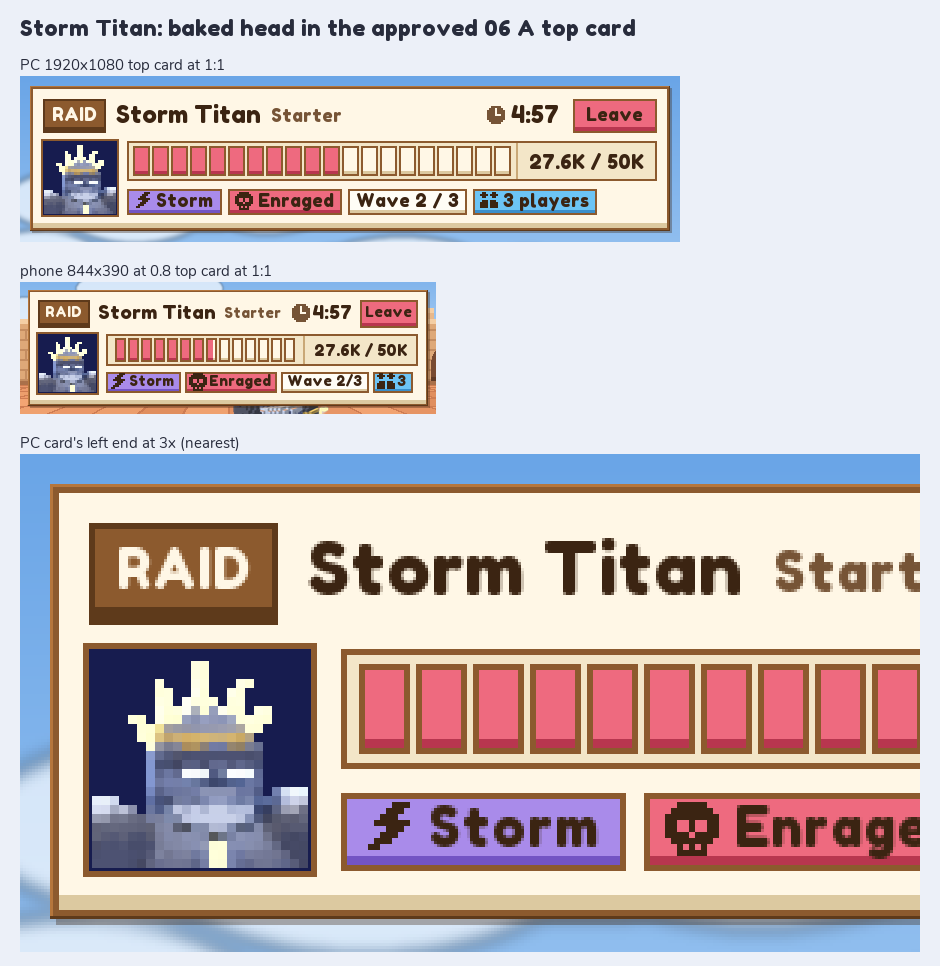 Storm Titan: baked head in the approved 06 A top card
PC 1920x1080 top card at 1:1
RAID Storm Titan Starter 4:57 Leave
27.6K / 50K
Storm Enraged Wave 2 / 3 3 players
phone 844x390 at 0.8 top card at 1:1
RAID Storm Titan Starter 4:57 Leave
27.6K / 50K
Storm Enraged Wave 2/3 3
PC card's left end at 3x (nearest)
RAID Storm Titan Start
Storm Enrage